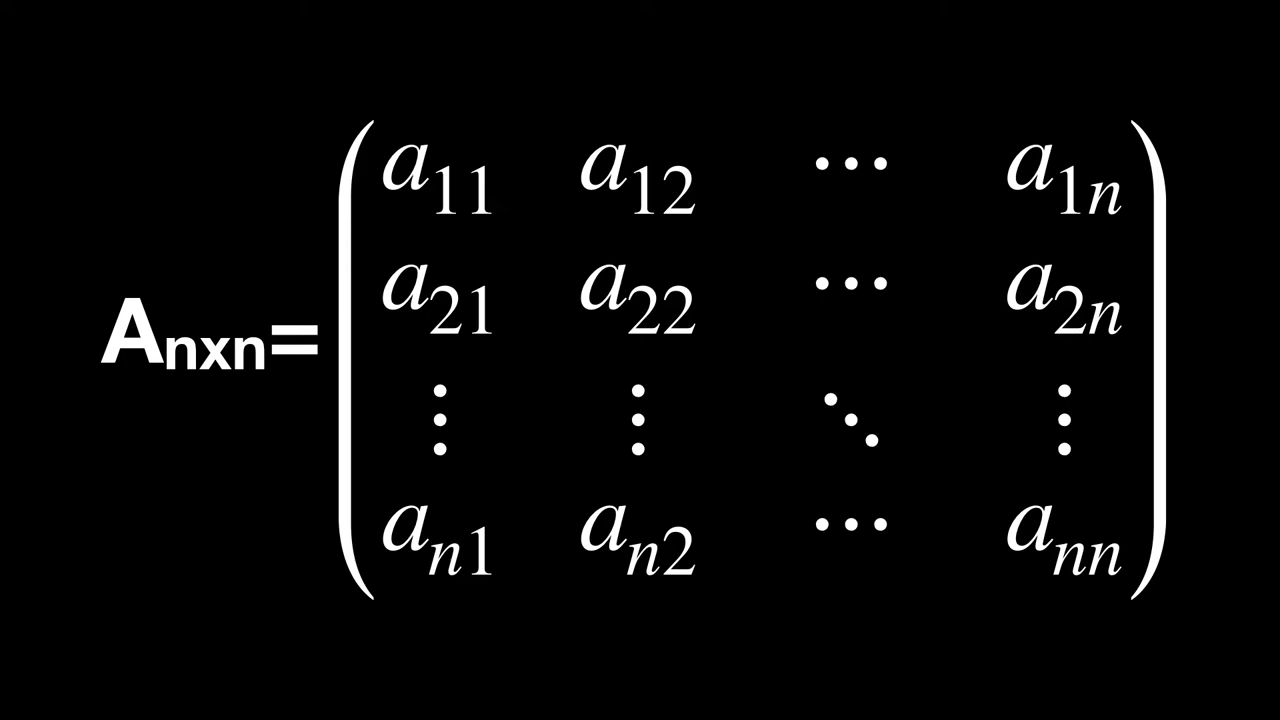 a₁₁ a₁₂ ⋯ a₁ₙ
a₂₁ a₂₂ ⋯ a₂ₙ
Aₙₓₙ=
⋮ ⋮ ⋱ ⋮
aₙ₁ aₙ₂ ⋯ aₙₙ